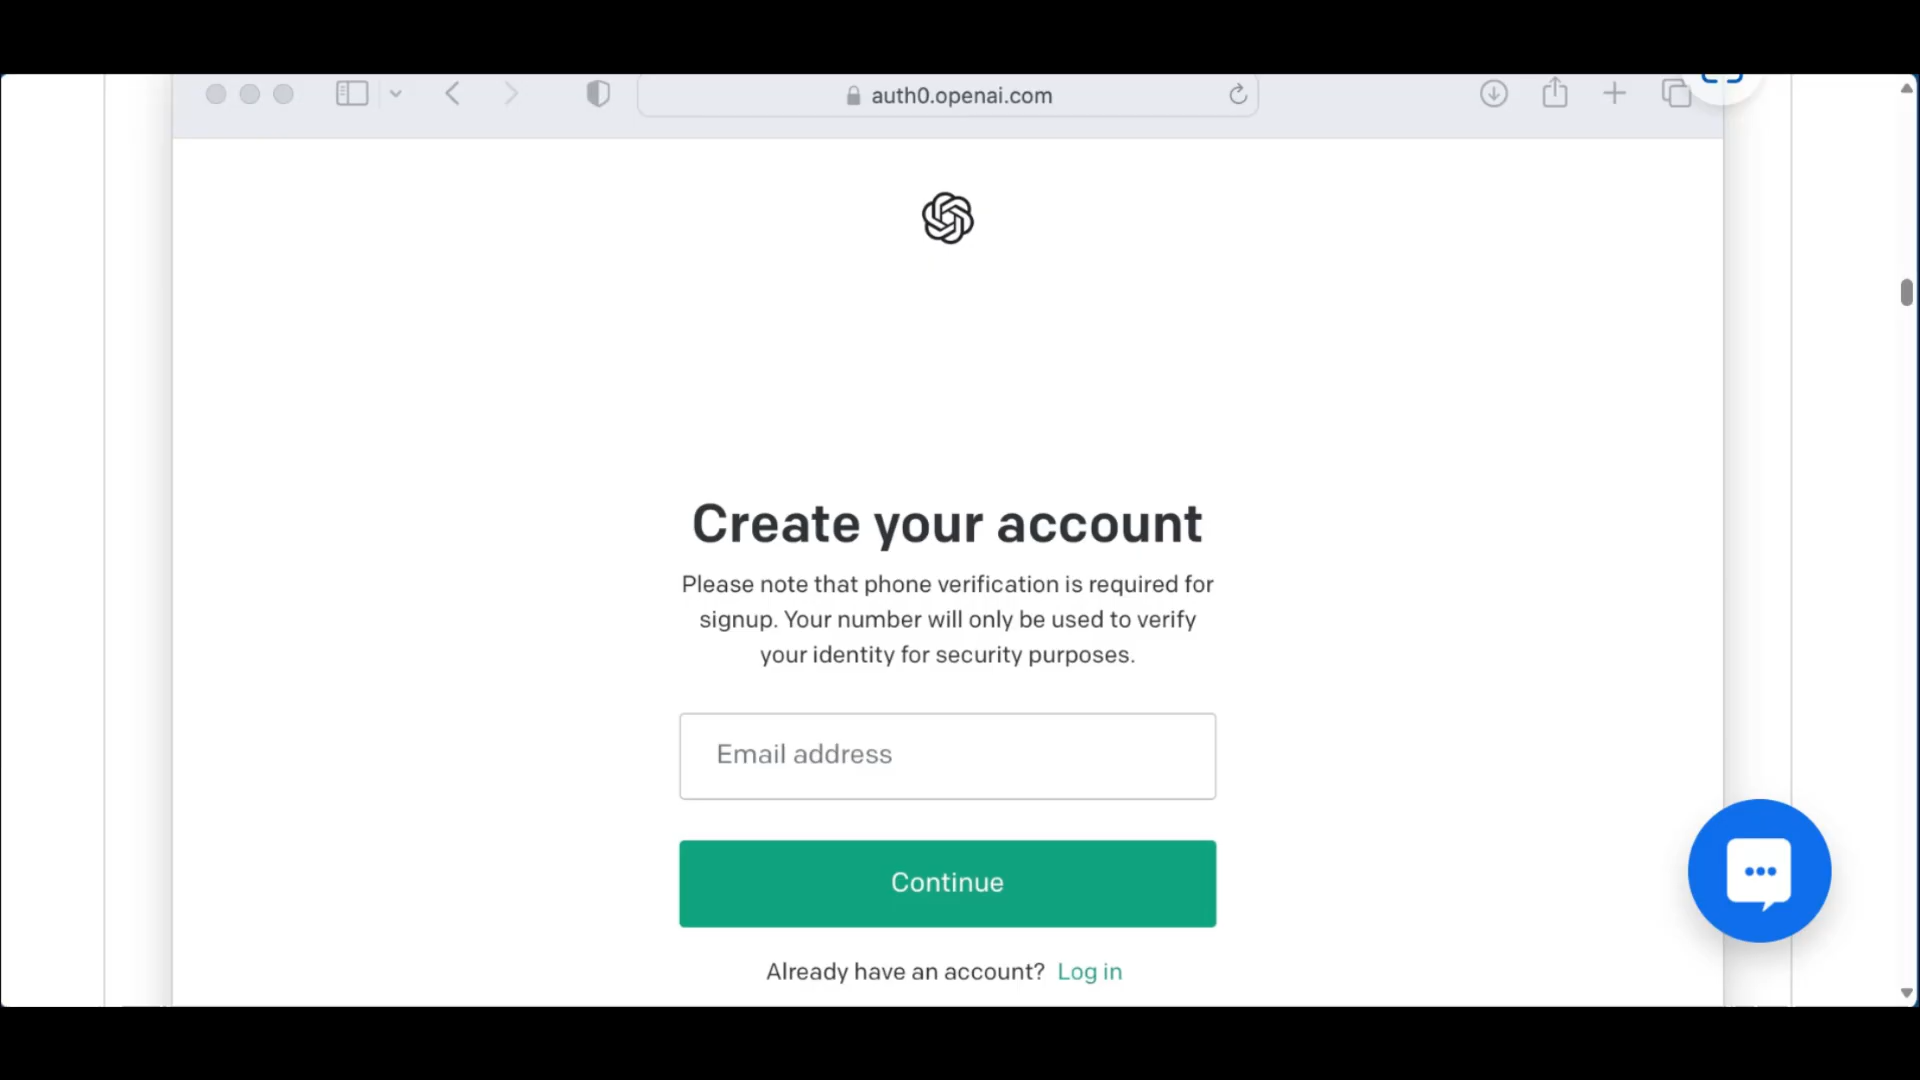 auth0.openai.com
Create your account
Please note that phone verification is required for
signup. Your number will only be used to verify
your identity for security purposes.
Email address
Continue
Already have an account? Log in